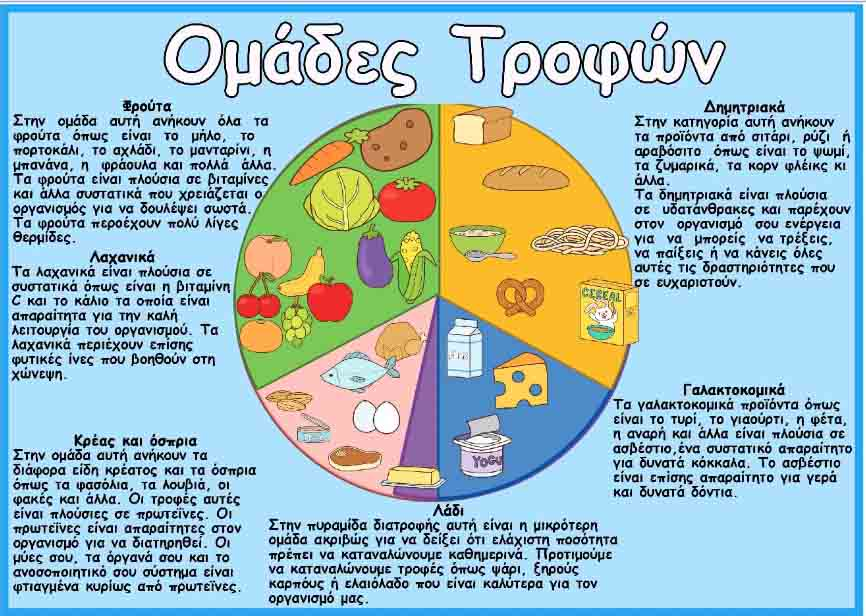 Ομάδες Τροφών
Φρούτα
Στην ομάδα αυτή ανήκουν όλα τα
φρούτα όπως είναι το μήλο, το
πορτοκάλι, το αχλάδι, το μανταρίνι, η
μπανάνα, η φράουλα και πολλά άλλα.
Τα φρούτα είναι πλούσια σε βιταμίνες
και άλλα συστατικά που χρειάζεται ο
οργανισμός για να δουλέψει σωστά.
Τα φρούτα περοέχουν πολύ λίγες
θερμίδες.
Λαχανικά
Τα λαχανικά είναι πλούσια σε
συστατικά όπως είναι η βιταμίνη
C και το κάλιο τα οποία είναι
απαραίτητα για την καλή
λειτουργία του οργανισμού. Τα
λαχανικά περιέχουν επίσης
φυτικές ίνες που βοηθούν στη
χώνεψη.
Κρέας και όσπρια
Στην ομάδα αυτή ανήκουν τα
διάφορα είδη κρέατος και τα όσπρια
όπως τα φασόλια, τα λουβιά, οι
φακές και άλλα. Οι τροφές αυτές
είναι πλούσιες σε πρωτεΐνες. Οι
πρωτεΐνες είναι απαραίτητες στον
οργανισμό για να διατηρηθεί. Οι
μύες σου, τα όργανά σου και το
ανοσοποιητικό σου σύστημα είναι
φτιαγμένα κυρίως από πρωτεΐνες.
Δημητριακά
Στην κατηγορία αυτή ανήκουν
τα προϊόντα από σιτάρι, ρύζι ή
αραβόσιτο όπως είναι το ψωμί,
τα ζυμαρικά, τα κορν φλέικς κι
άλλα.
Τα δημητριακά είναι πλούσια
σε υδατάνθρακες και παρέχουν
στον οργανισμό σου ενέργεια
για να μπορείς να τρέξεις,
να παίξεις ή να κάνεις όλες
αυτές τις δραστηριότητες που
σε ευχαριστούν.
CEREAL
Γαλακτοκομικά
Τα γαλακτοκομικά προϊόντα όπως
είναι το τυρί, το γιαούρτι, η φέτα,
η αναρή και άλλα είναι πλούσια σε
ασβέστιο,ένα συστατικό απαραίτητο
για δυνατά κόκκαλα. Το ασβέστιο
είναι επίσης απαραίτητο για γερά
και δυνατά δόντια.
YOGU
Λάδι
Στην πυραμίδα διατροφής αυτή είναι η μικρότερη
ομάδα ακριβώς για να δείξει ότι ελάχιστη ποσότητα
πρέπει να καταναλώνουμε καθημερινά. Προτιμούμε
να καταναλώνουμε τροφές όπως ψάρι, ξηρούς
καρπούς ή ελαιόλαδο που είναι καλύτερα για τον
οργανισμό μας.